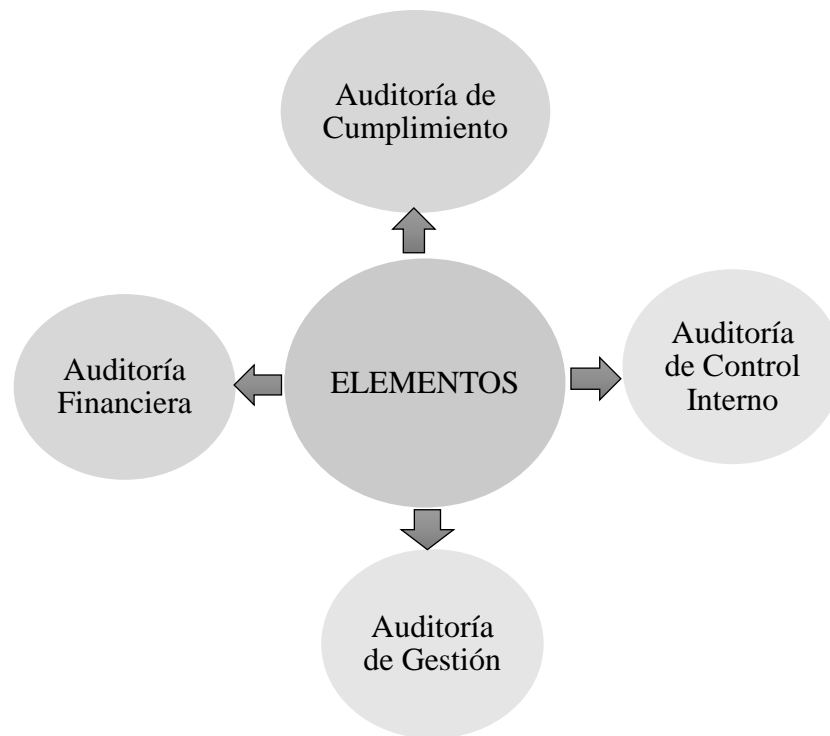 Auditoría de
Cumplimiento
Auditoría
Financiera
ELEMENTOS
Auditoría
de Control
Interno
Auditoría
de Gestión